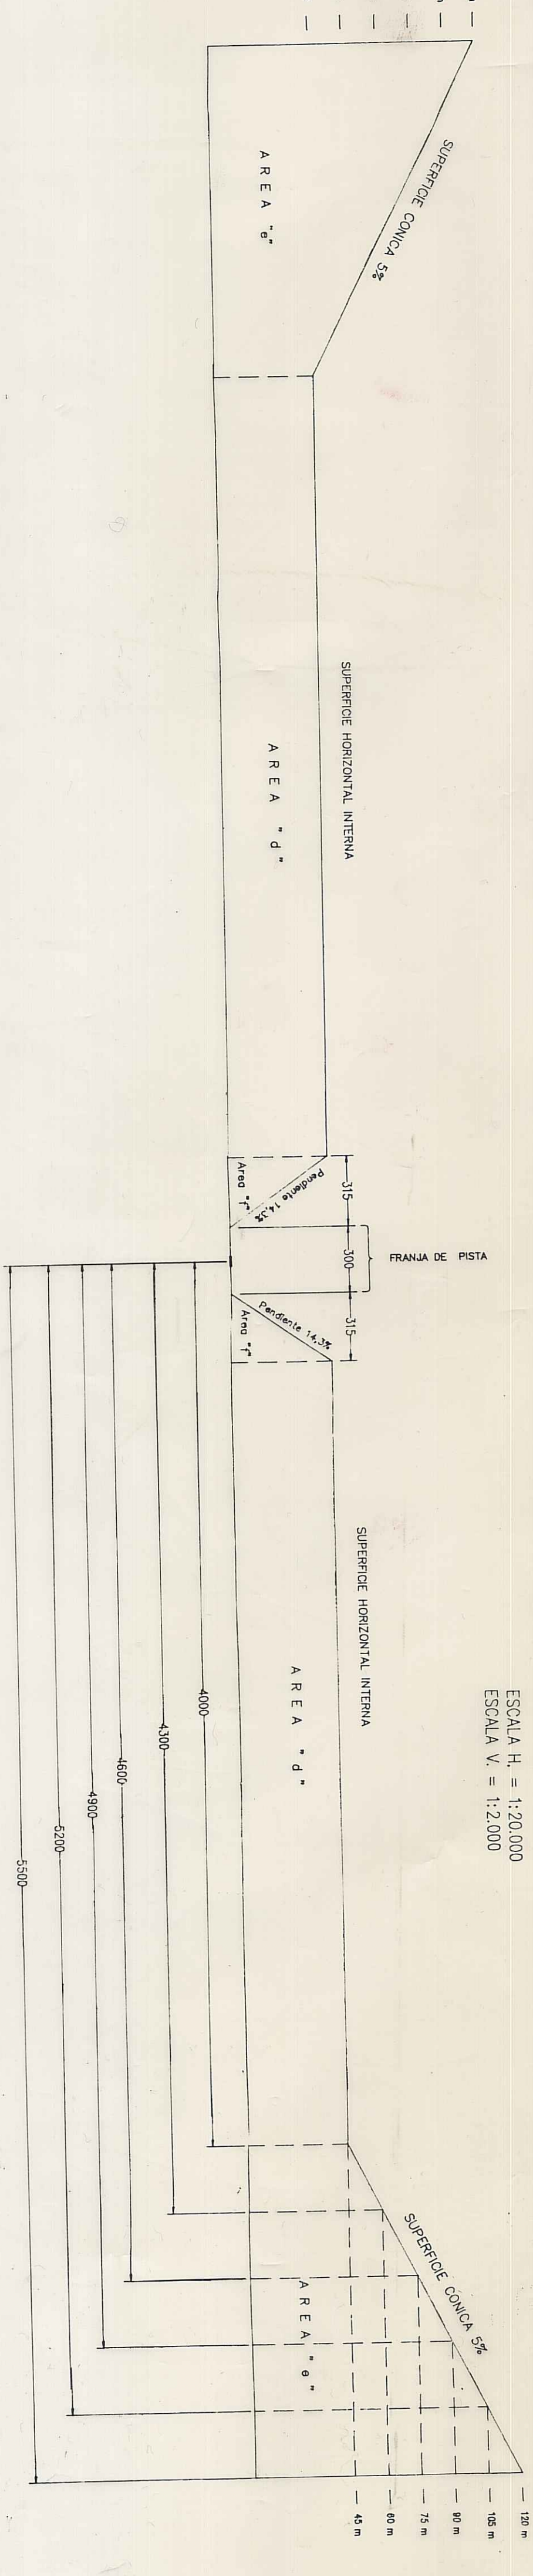 SUPERFICIE CONICA 5%
AREA "e"
SUPERFICIE HORIZONTAL INTERNA
AREA "d"
315
300
315
FRANJA DE PISTA
Pendiente 14,3%
Area "f"
Pendiente 14,3%
Area "f"
SUPERFICIE HORIZONTAL INTERNA
AREA "d"
ESCALA H. = 1:20.000
ESCALA V. = 1:2.000
4000
4300
4600
4900
5200
5500
SUPERFICIE CONICA 5%
AREA "e"
120 m
105 m
90 m
75 m
60 m
45 m